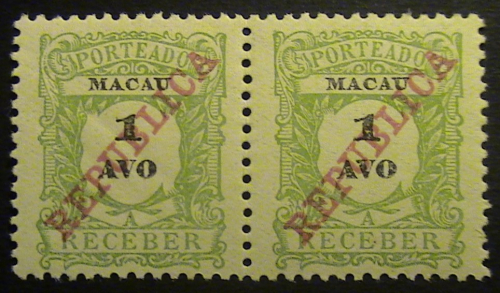 PORTEADO
MACAU
1
AVO
REPUBLICA
A
RECEBER
PORTEADO
MACAU
1
AVO
REPUBLICA
A
RECEBER